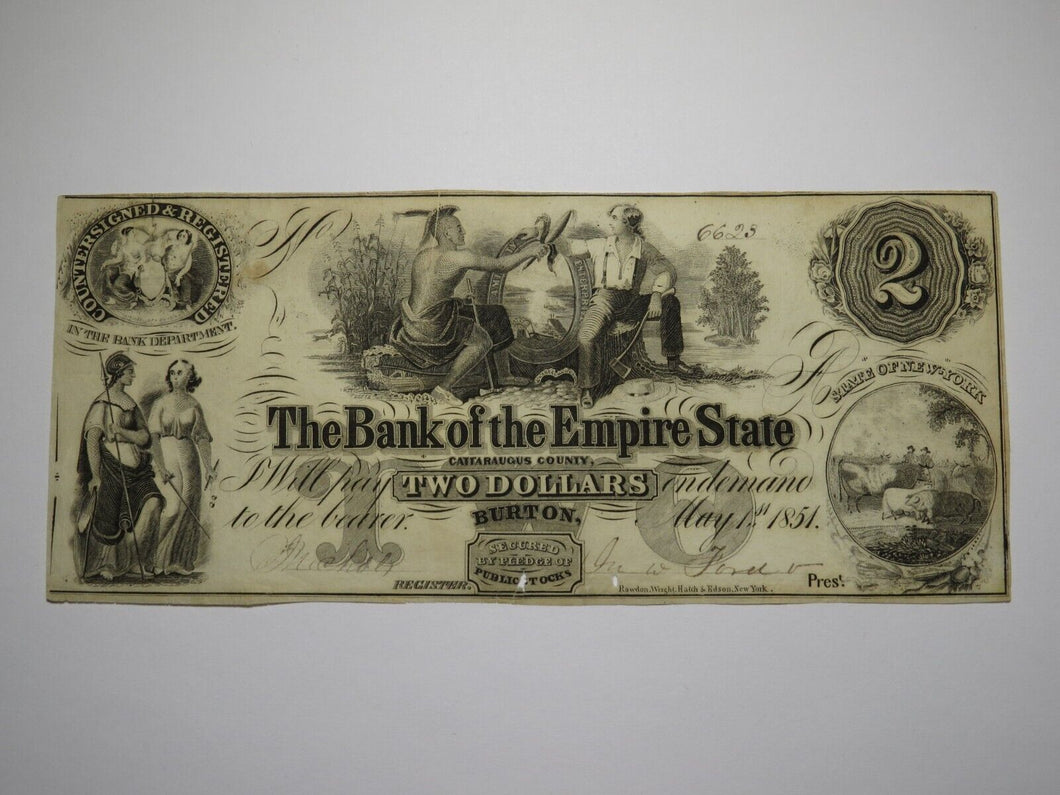 COUNTERSIGNED & REGISTERED
IN THE BANK DEPARTMENT.
No 6623
2
STATE OF NEW-YORK
The Bank of the Empire State
CATTARAUGUS COUNTY,
I Will pay TWO DOLLARS on demand
to the bearer. BURTON, May 1st. 1851.
SECURED
BY PLEDGE OF
PUBLIC STOCKS
REGISTER.
Prest.
Rawdon, Wright, Hatch & Edson, New York.